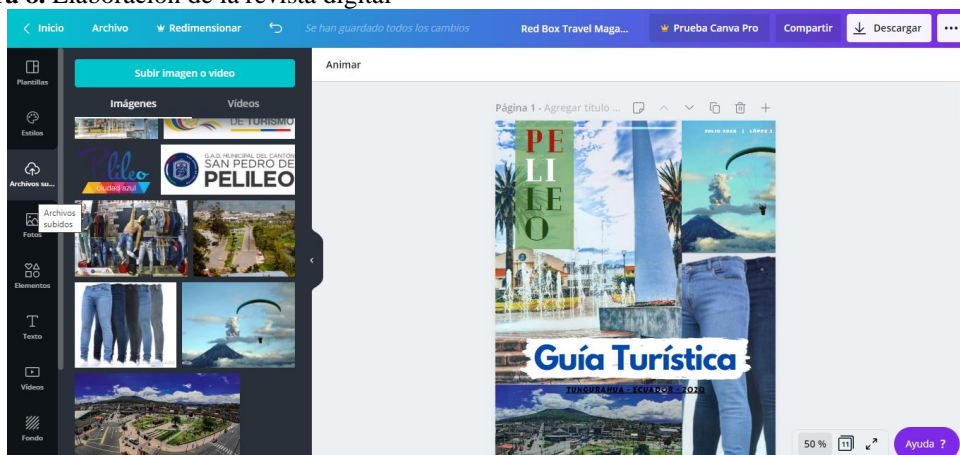 Elaboración de la revista digital
Inicio
Archivo
Redimensionar
Se han guardado todos los cambios
Red Box Travel Maga...
Prueba Canva Pro
Compartir
Descargar
Plantillas
Estilos
Archivos su...
Archivos
subidos
Fotos
Elementos
Texto
Vídeos
Fondo
Subir imagen o video
Imágenes
Vídeos
DE TURISMO
Pelileo
ciudad azul
G.A.D. MUNICIPAL DEL CANTÓN
SAN PEDRO DE
PELILEO
Animar
Página 1 - Agregar título ...
PE
LI
LE
O
JULIO 2020 | LÓPEZ
Guía Turística
TUNGURAHUA - ECUADOR - 2020
50 %
11
Ayuda ?